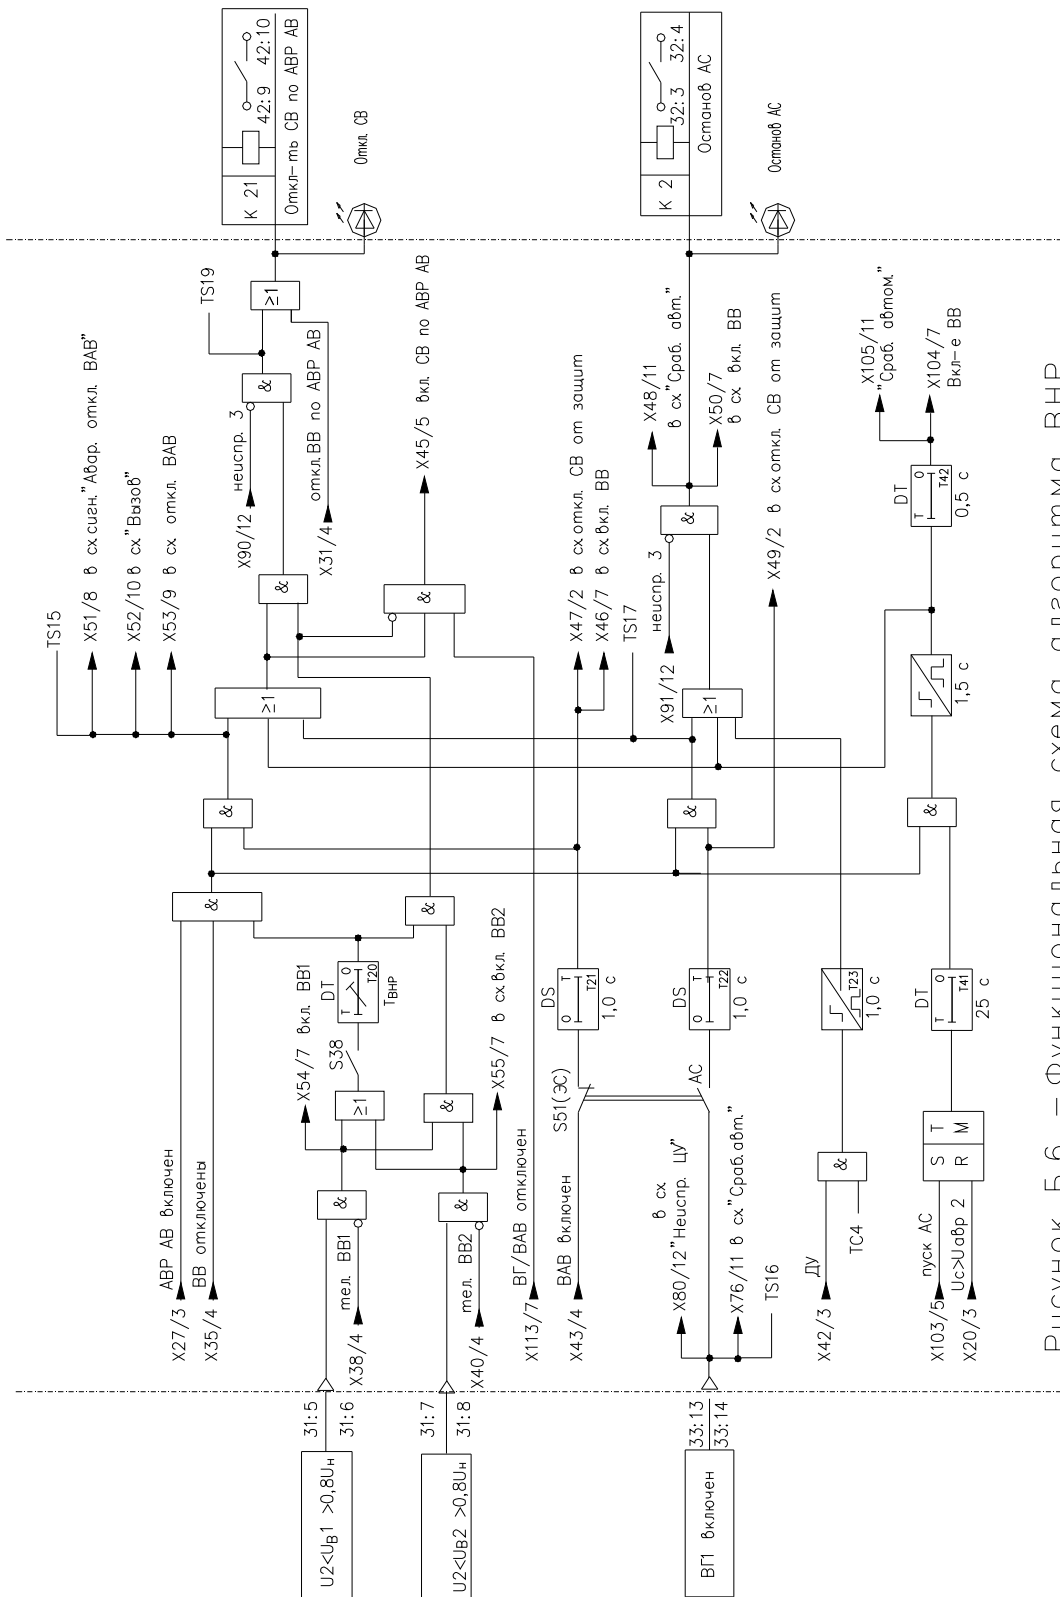 U2<UВ1 >0,8Uн
31:5
31:6
U2<UВ2 >0,8Uн
31:7
31:8
ВГ1 включен
33:13
33:14
АВР АВ включен
X27/3
ВВ отключены
X35/4
тел. ВВ1
X38/4
тел. ВВ2
X40/4
ВГ/ВАВ отключен
X113/7
ВАВ включен
X43/4
в сх.
X80/12"Неиспр. ЦУ"
X76/11 в сх."Сраб.авт."
TS16
ДУ
X42/3
TC4
пуск АС
X103/5
Uс>Uавр 2
X20/3
&
&
X54/7 вкл. ВВ1
≥1
S38
DT
T O
T20
TВНР
&
X55/7 в сх.вкл. ВВ2
S51(ЭС)
АС
DS
O T
T21
1,0 с
DS
O T
T22
1,0 с
&
T23
1,0 с
S T
R M
DT
T O
T41
25 с
&
&
&
&
&
≥1
≥1
1,5 с
DT
T O
T42
0,5 с
TS15
X51/8 в сх.сигн."Авар. откл. ВАВ"
X52/10 в сх."Вызов"
X53/9 в сх. откл. ВАВ
&
неиспр. 3
X90/12
&
TS19
откл.ВВ по АВР АВ
X31/4
≥1
&
X45/5 вкл. СВ по АВР АВ
X47/2 в сх.откл. СВ от защит
X46/7 в сх.вкл. ВВ
TS17
неиспр. 3
X91/12
&
X48/11
в сх."Сраб. авт."
X50/7
в сх. вкл. ВВ
X49/2 в сх.откл. СВ от защит
X105/11
"Сраб. автом."
X104/7
Вкл-е ВВ
К 21
42:9 42:10
Откл-ть СВ по АВР АВ
Откл. СВ
К 2
32:3 32:4
Останов АС
Останов АС
Рисунок Б.6 – Функциональная схема алгоритма ВНР